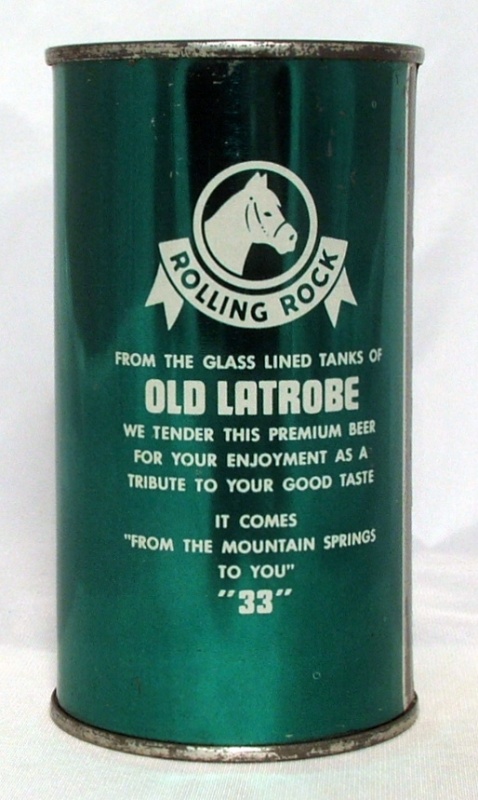 ROLLING ROCK
FROM THE GLASS LINED TANKS OF
OLD LATROBE
WE TENDER THIS PREMIUM BEER
FOR YOUR ENJOYMENT AS A
TRIBUTE TO YOUR GOOD TASTE
IT COMES
"FROM THE MOUNTAIN SPRINGS
TO YOU"
"33"